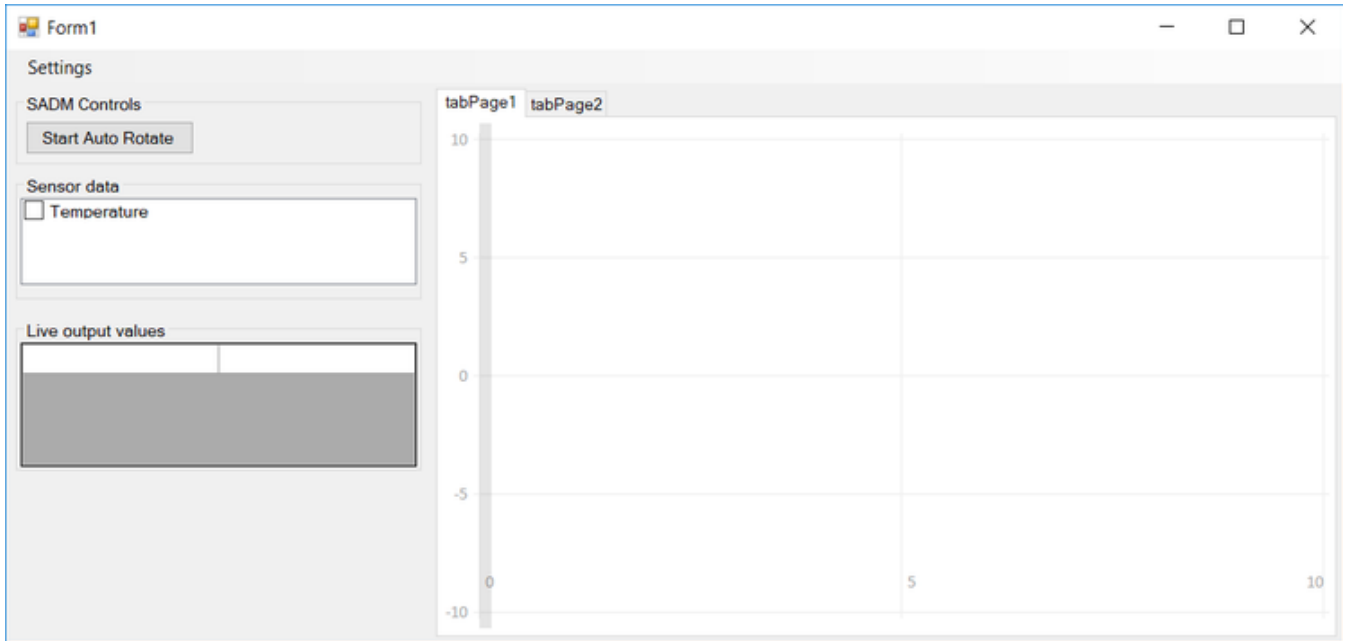 Form1
Settings
SADM Controls
Start Auto Rotate
Sensor data
Temperature
Live output values
tabPage1 tabPage2
10
5
0
-5
0 5 10
-10